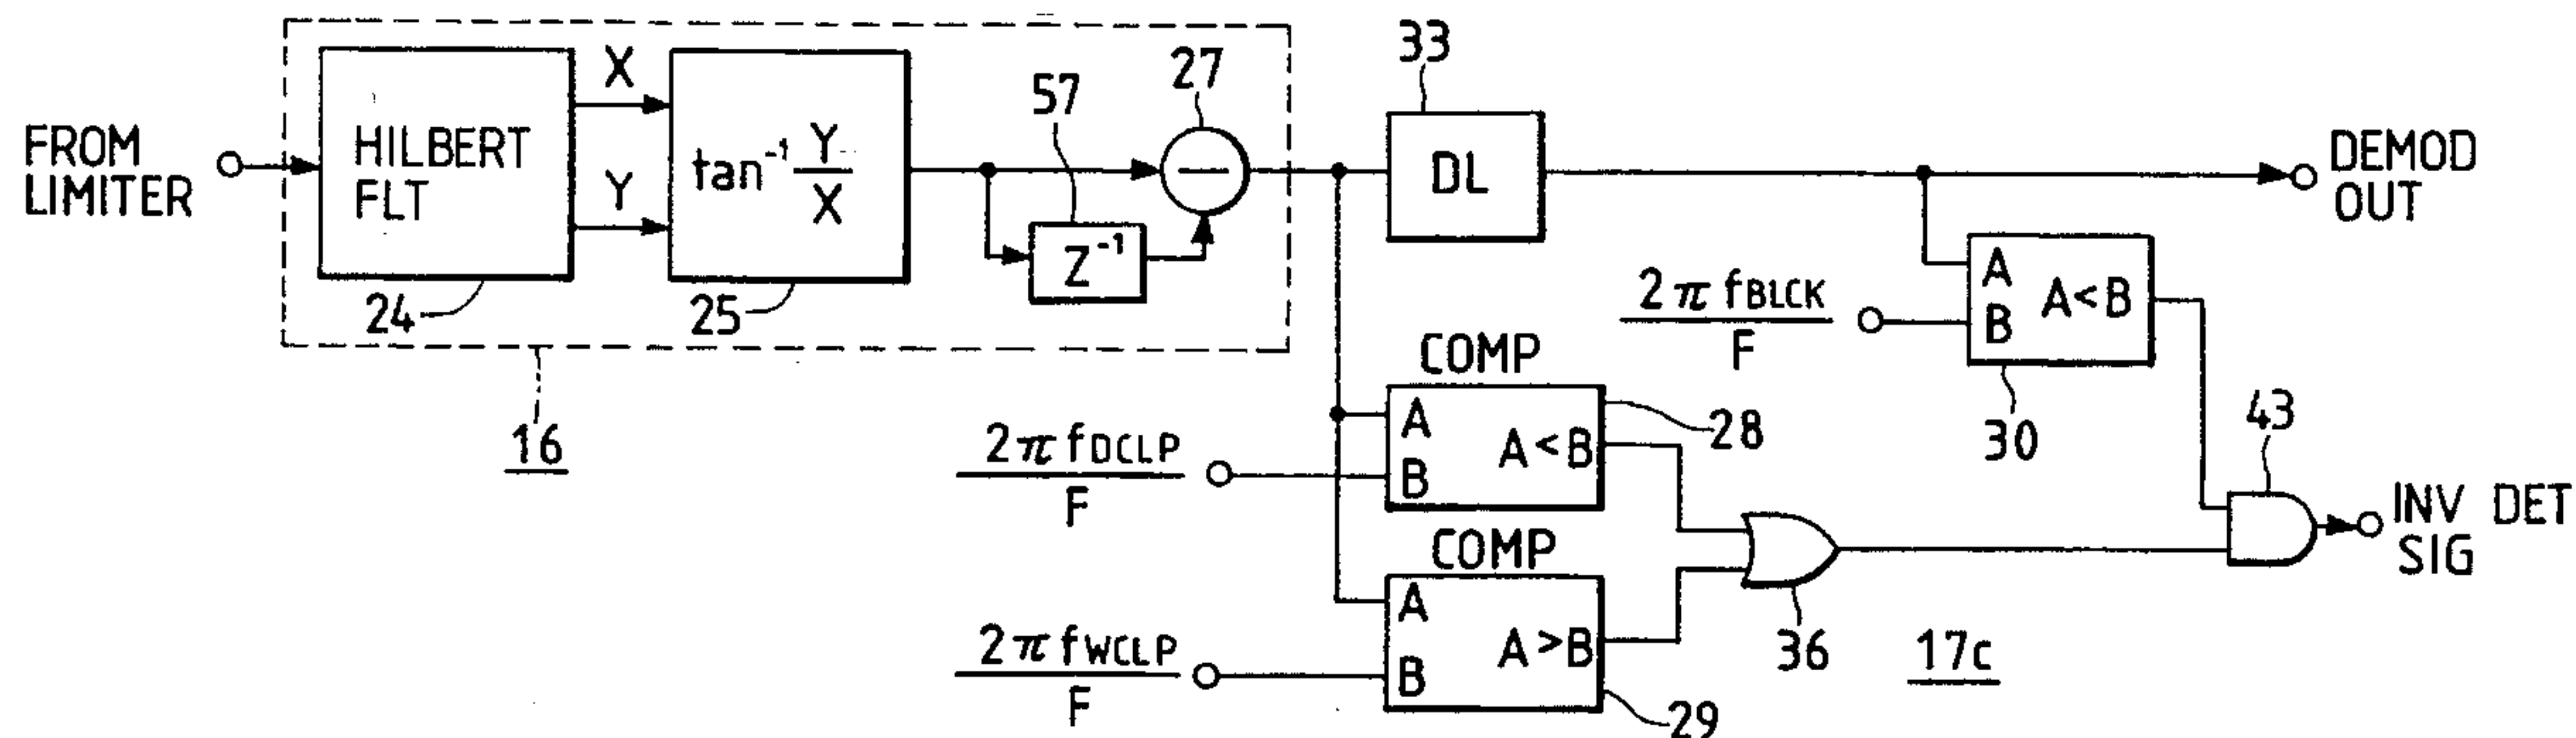 FROM
LIMITER
HILBERT
FLT
24
X
Y
tan⁻¹ Y/X
25
57
Z⁻¹
27
—
16
33
DL
DEMOD
OUT
2π fBLCK
F
A
B
A<B
30
COMP
2π fDCLP
F
A
B
A<B
28
COMP
2π fWCLP
F
A
B
A>B
29
36
43
INV DET
SIG
17c